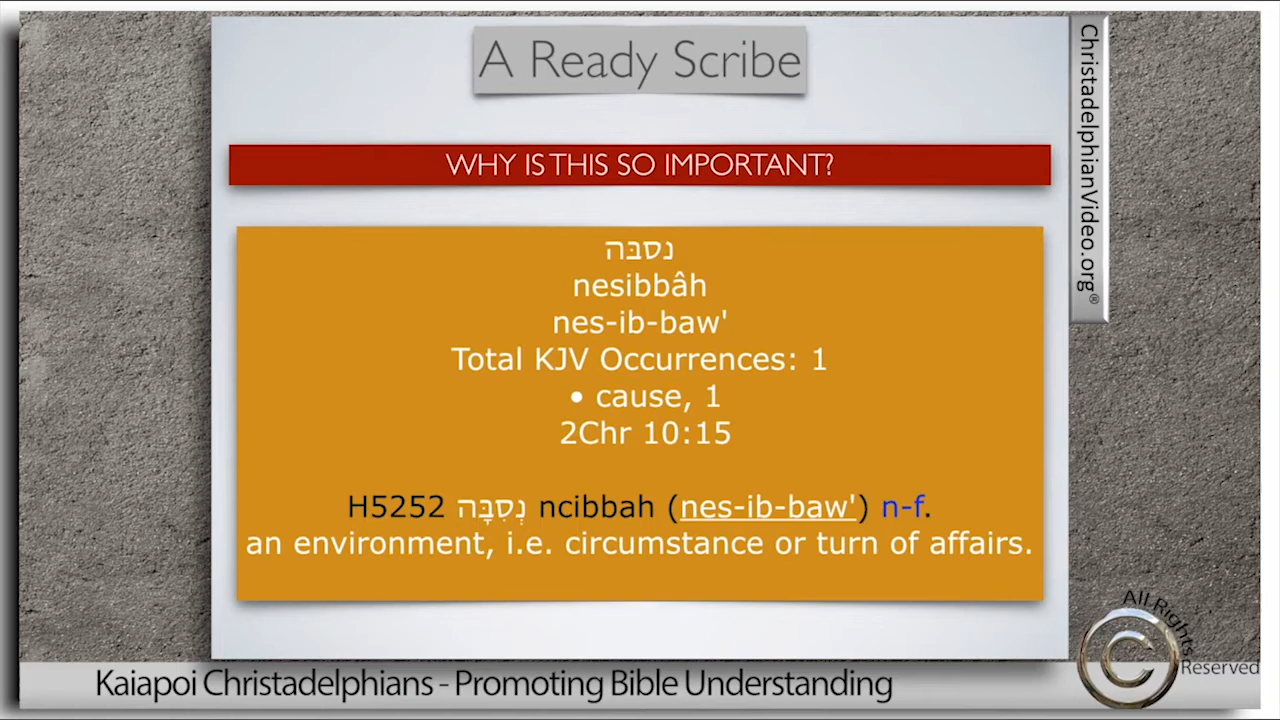 A Ready Scribe
WHY IS THIS SO IMPORTANT?
נסבּה
nesibbâh
nes-ib-baw'
Total KJV Occurrences: 1
• cause, 1
2Chr 10:15
H5252 נְסִבָּה ncibbah (nes-ib-baw') n-f.
an environment, i.e. circumstance or turn of affairs.
ChristadelphianVideo.org®
All Rights
©
Reserved
Kaiapoi Christadelphians - Promoting Bible Understanding